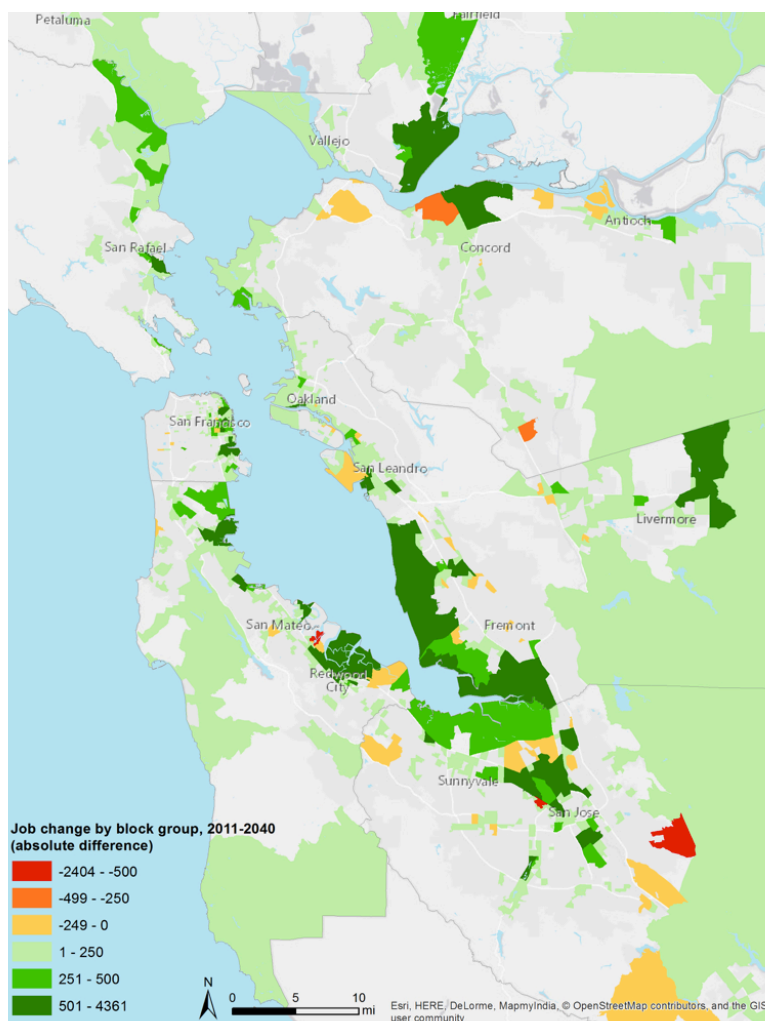 Petaluma
Fairfield
Vallejo
San Rafael
Antioch
Concord
Oakland
San Francisco
San Leandro
Livermore
San Mateo
Fremont
Redwood
City
Sunnyvale
San Jose
Job change by block group, 2011-2040
(absolute difference)
-2404 - -500
-499 - -250
-249 - 0
1 - 250
251 - 500
501 - 4361
N
0 5 10
mi
Esri, HERE, DeLorme, MapmyIndia, © OpenStreetMap contributors, and the GIS
user community